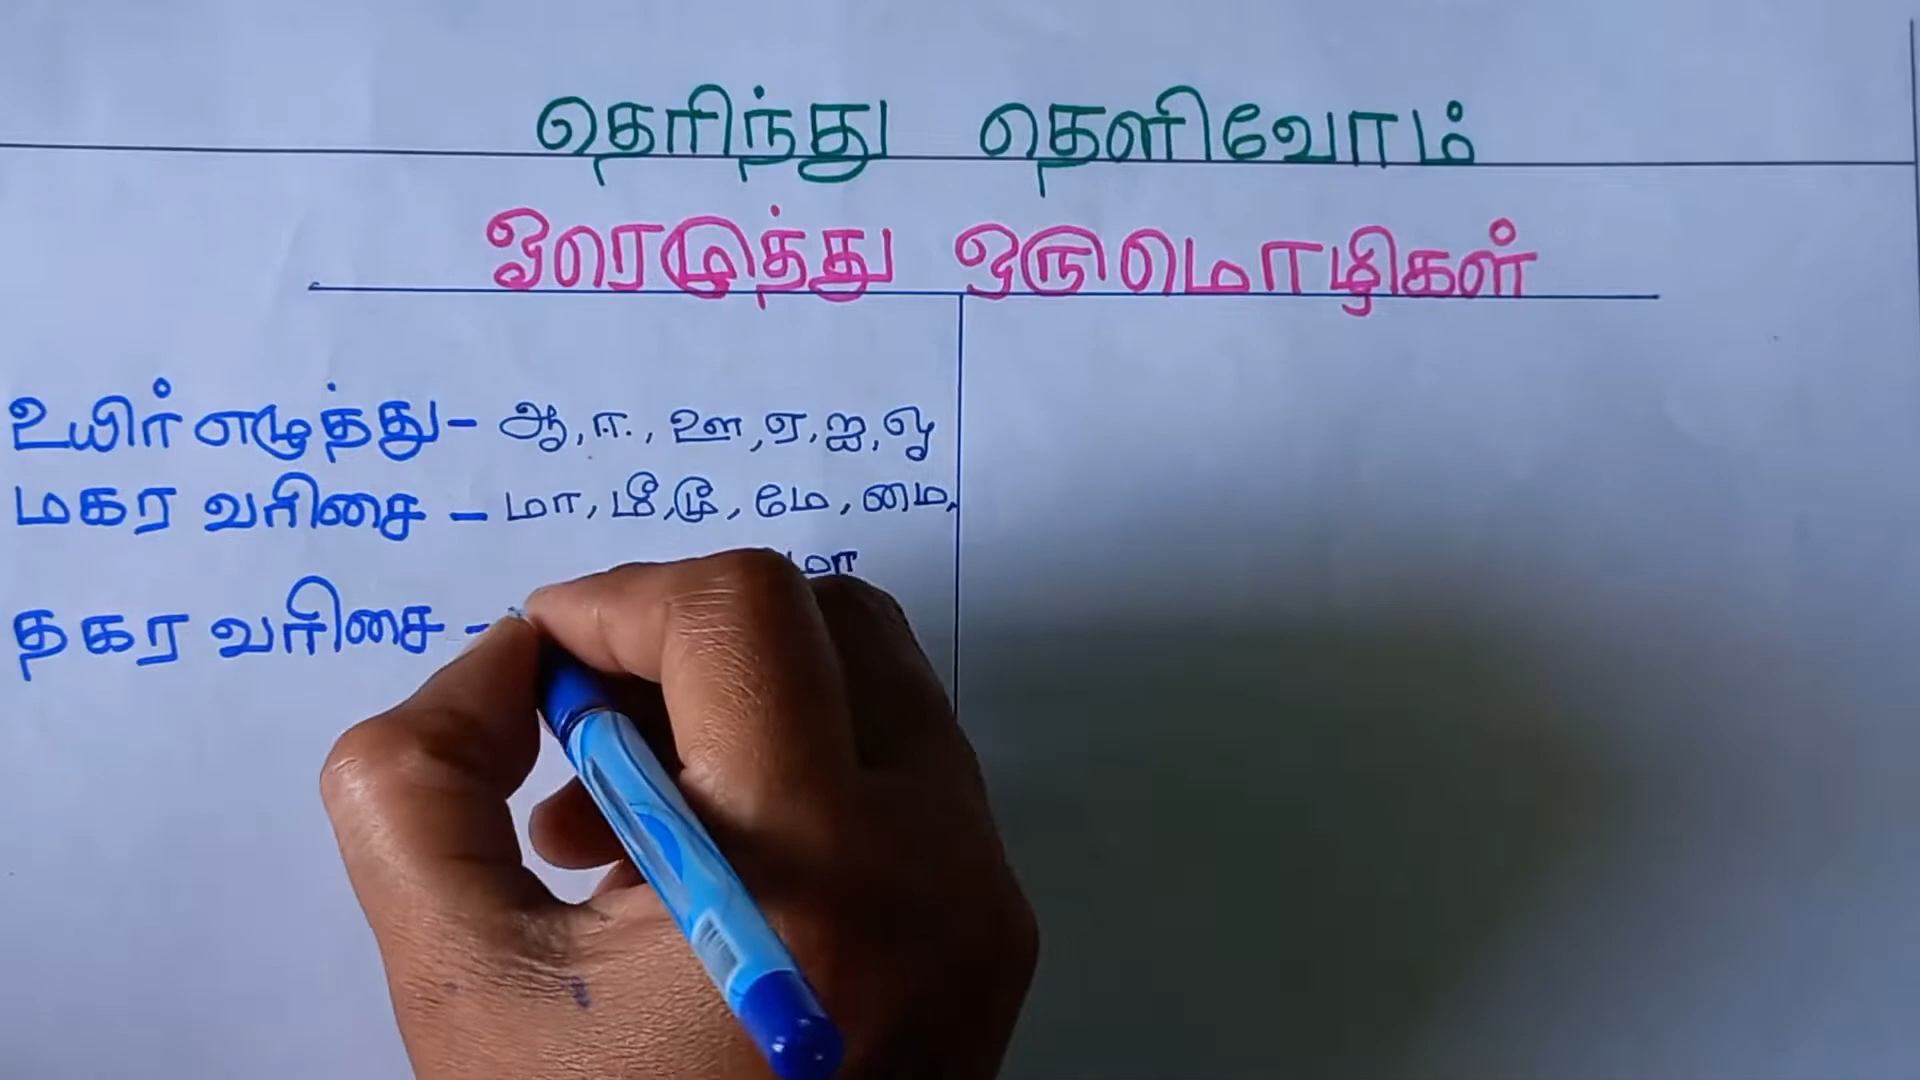 தெரிந்து தெளிவோம்
ஓரெழுத்து ஒருமொழிகள்
உயிர் எழுத்து - ஆ, ஈ, ஊ, ஏ, ஐ, ஓ
மகர வரிசை - மா, மீ, மூ, மே, மை,
தகர வரிசை -